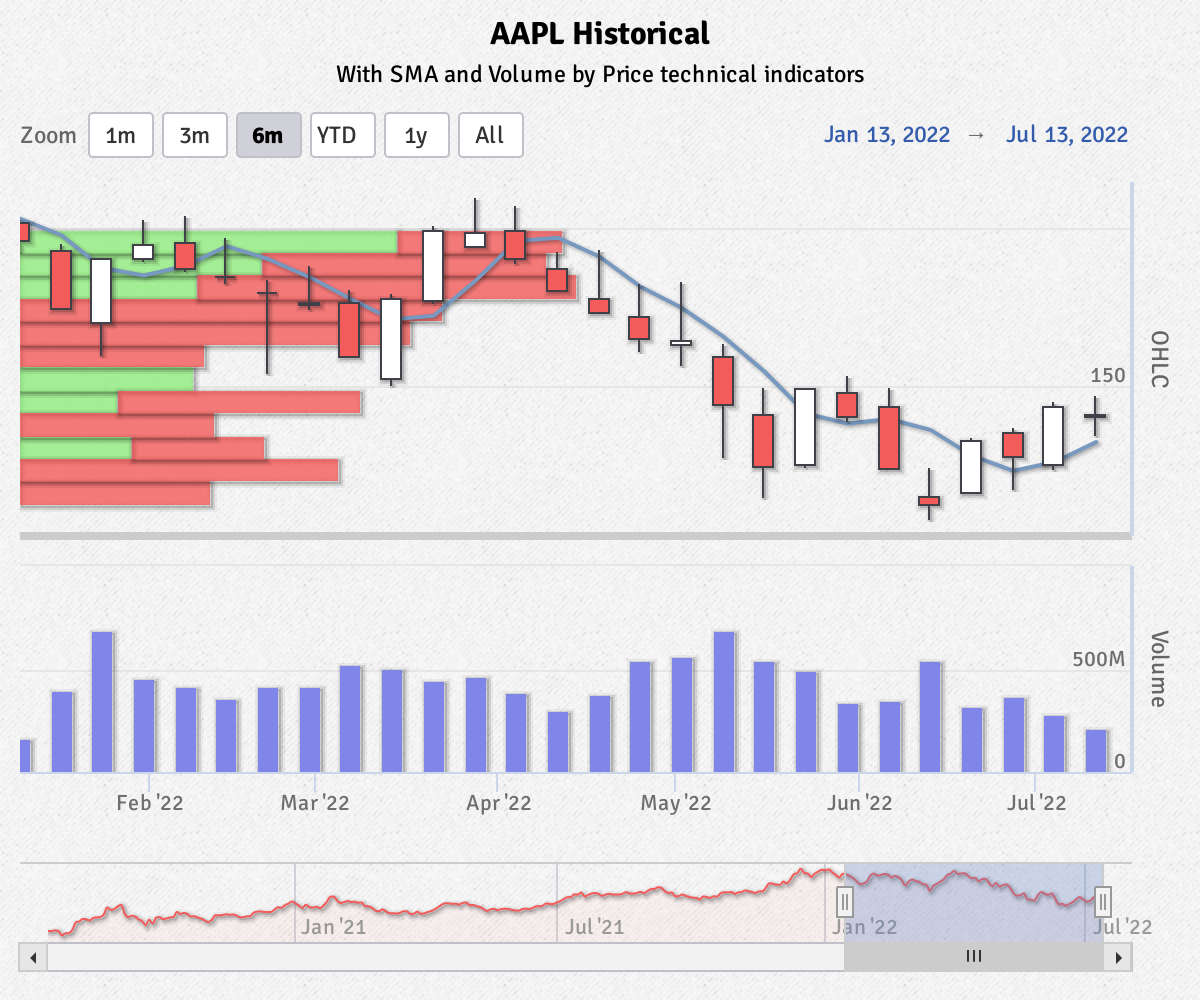 AAPL Historical
With SMA and Volume by Price technical indicators
Zoom 1m 3m 6m YTD 1y All Jan 13, 2022 → Jul 13, 2022
OHLC
150
Volume
500M
0
Feb '22 Mar '22 Apr '22 May '22 Jun '22 Jul '22
Jan '21 Jul '21 Jan '22 Jul '22